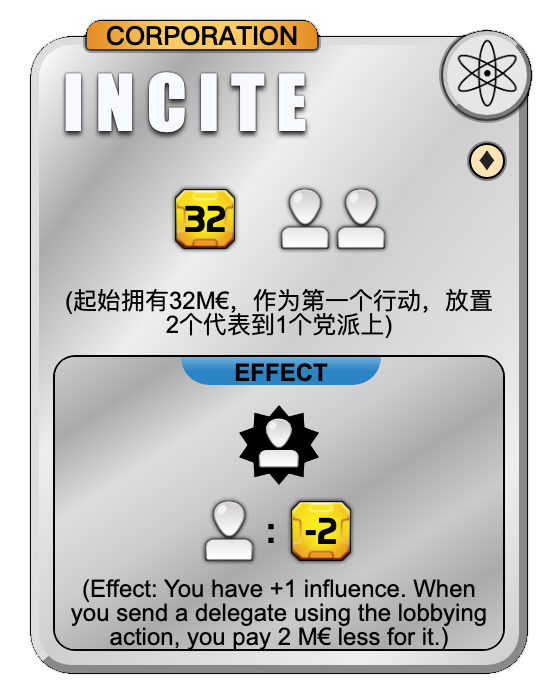 CORPORATION
INCITE
32
(起始拥有32M€，作为第一个行动，放置
2个代表到1个党派上)
EFFECT
: -2
(Effect: You have +1 influence. When
you send a delegate using the lobbying
action, you pay 2 M€ less for it.)